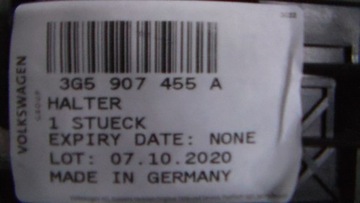 3G5 907 455 A
HALTER
1 STUECK
EXPIRY DATE: NONE
LOT: 07.10.2020
MADE IN GERMANY
VOLKSWAGEN
GROUP